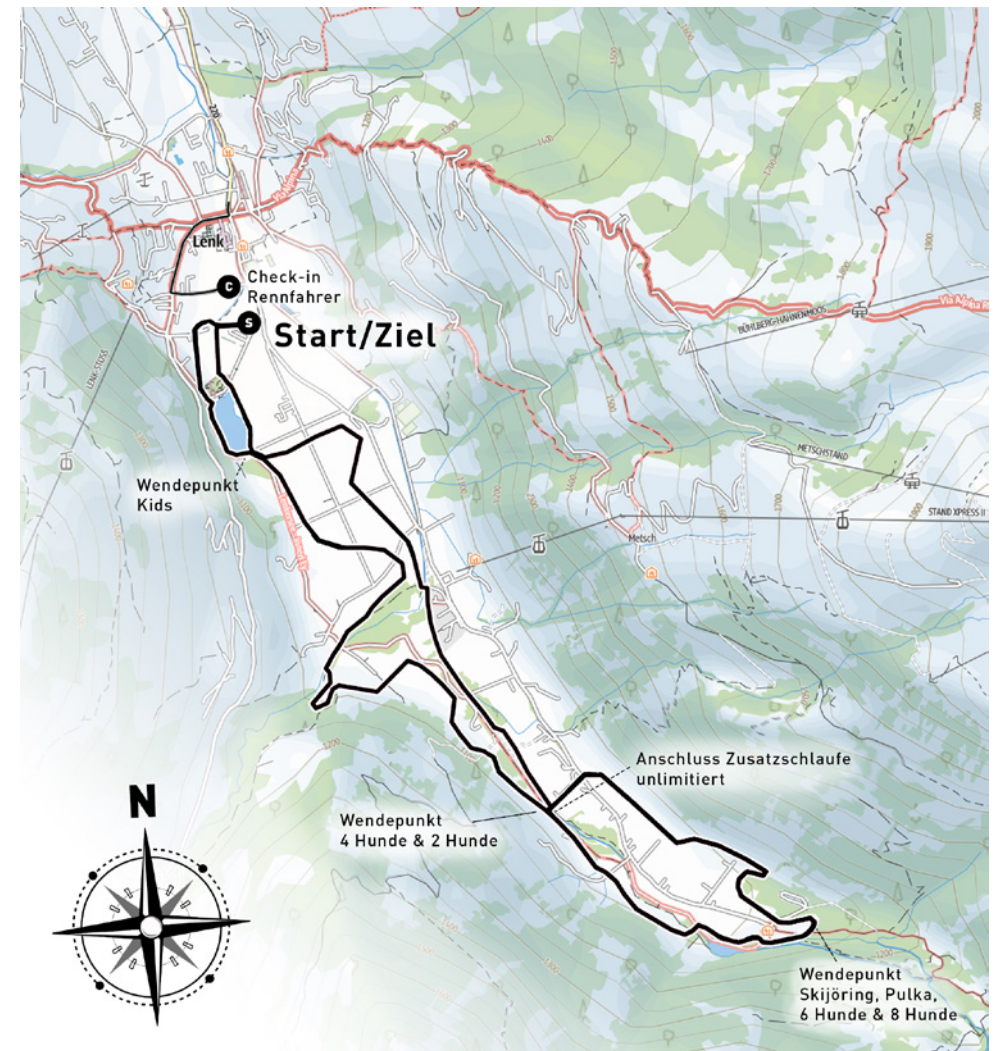 Lenk
C
Check-in
Rennfahrer
S
Start/Ziel
Wendepunkt
Kids
Via Alpina
BÜHLBERG-HAHNENMOOS
LENK-STOSS
METSCHSTAND
STAND XPRESS II
Metsch
Anschluss Zusatzschlaufe
unlimitiert
Wendepunkt
4 Hunde & 2 Hunde
N
Wendepunkt
Skijöring, Pulka,
6 Hunde & 8 Hunde